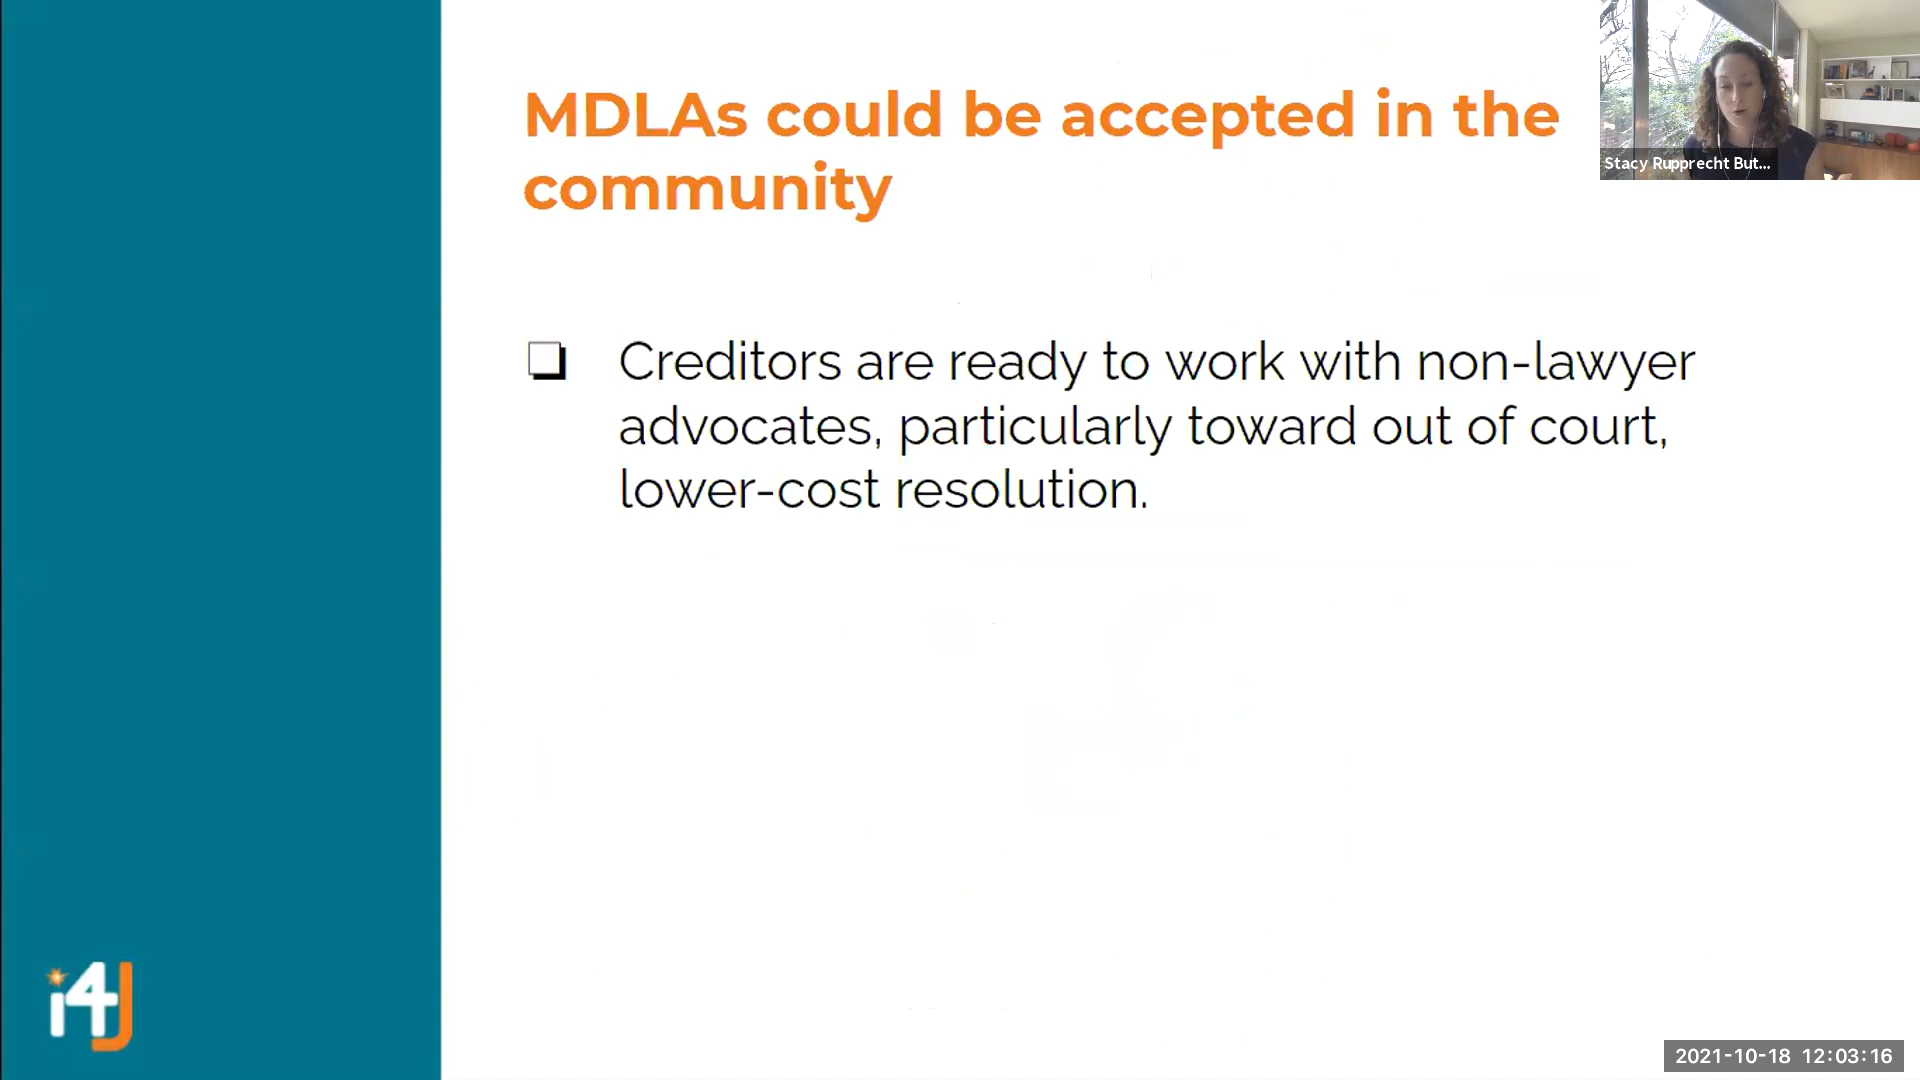 MDLAs could be accepted in the
community
Stacy Rupprecht But...
Creditors are ready to work with non-lawyer
advocates, particularly toward out of court,
lower-cost resolution.
i4J
2021-10-18 12:03:16